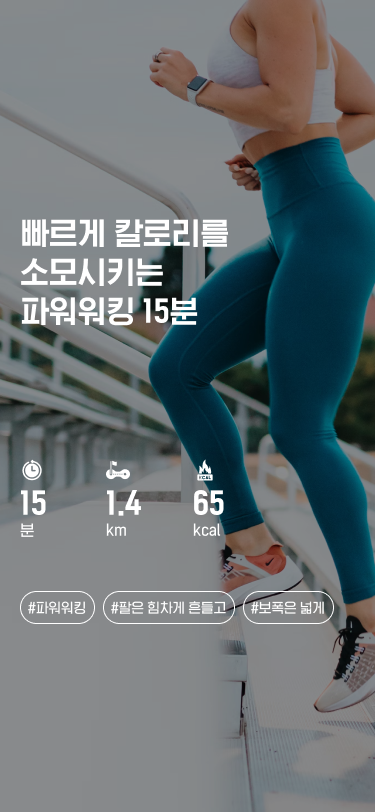 빠르게 칼로리를
소모시키는
파워워킹 15분
KCAL
15
1.4
65
분
km
kcal
#파워워킹
#팔은 힘차게 흔들고
#보폭은 넓게